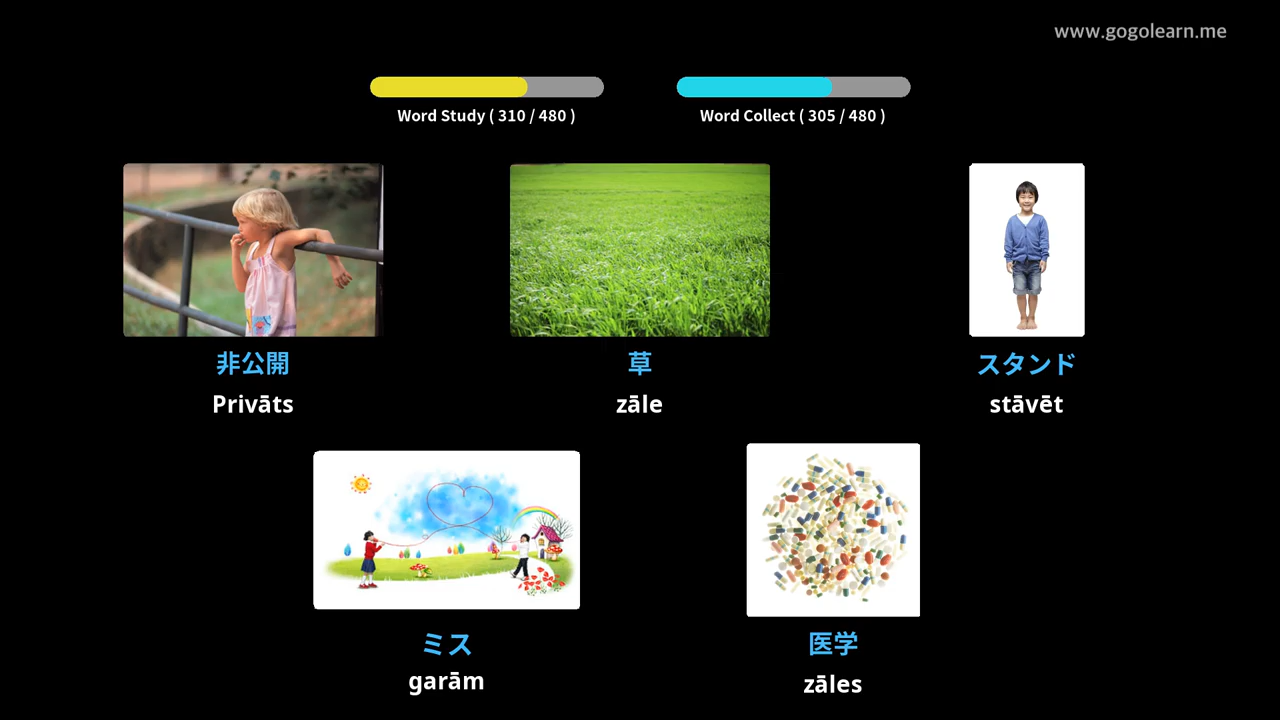 www.gogolearn.me
Word Study ( 310 / 480 )
Word Collect ( 305 / 480 )
非公開
Privāts
草
zāle
スタンド
stāvēt
ミス
garām
医学
zāles